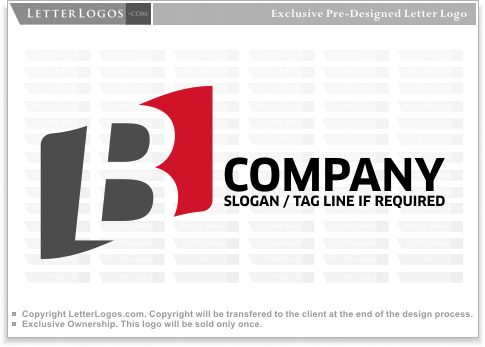 LETTERLOGOS .COM
Exclusive Pre-Designed Letter Logo
B
COMPANY
SLOGAN / TAG LINE IF REQUIRED
Copyright LetterLogos.com. Copyright will be transfered to the client at the end of the design process.
Exclusive Ownership. This logo will be sold only once.